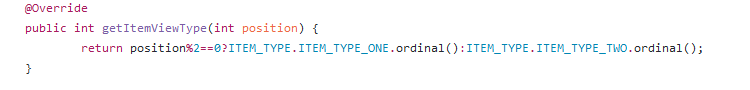 @Override
public int getItemViewType(int position) {
return position%2==0?ITEM_TYPE.ITEM_TYPE_ONE.ordinal():ITEM_TYPE.ITEM_TYPE_TWO.ordinal();
}